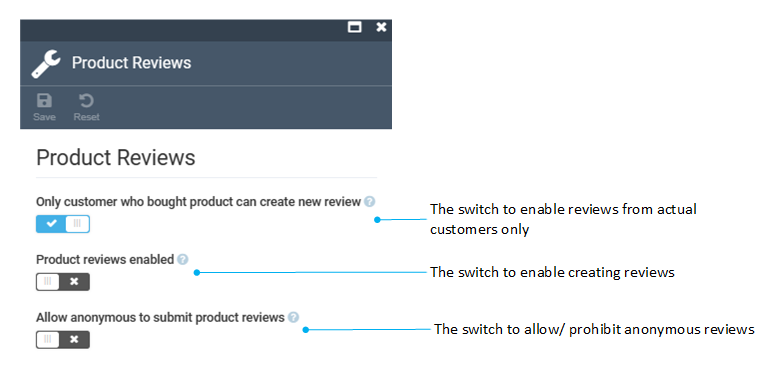 Product Reviews
Save Reset
Product Reviews
Only customer who bought product can create new review ?
The switch to enable reviews from actual
customers only
Product reviews enabled ?
The switch to enable creating reviews
Allow anonymous to submit product reviews ?
The switch to allow/ prohibit anonymous reviews